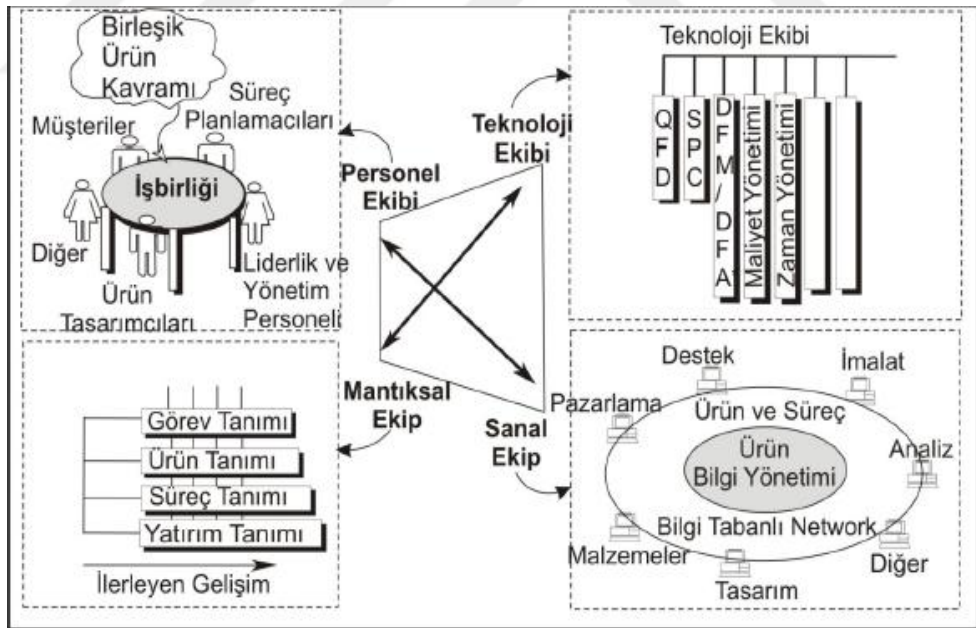 Birleşik
Ürün
Kavramı
Müşteriler
Süreç
Planlamacıları
İşbirliği
Diğer
Ürün
Tasarımcıları
Liderlik ve
Yönetim
Personeli
Personel
Ekibi
Teknoloji
Ekibi
Mantıksal
Ekip
Sanal
Ekip
Teknoloji Ekibi
QFD
SPC
DFM/DFA
Maliyet Yönetimi
Zaman Yönetimi
Görev Tanımı
Ürün Tanımı
Süreç Tanımı
Yatırım Tanımı
İlerleyen Gelişim
Destek
İmalat
Pazarlama
Ürün ve Süreç
Analiz
Ürün
Bilgi Yönetimi
Bilgi Tabanlı Network
Malzemeler
Diğer
Tasarım